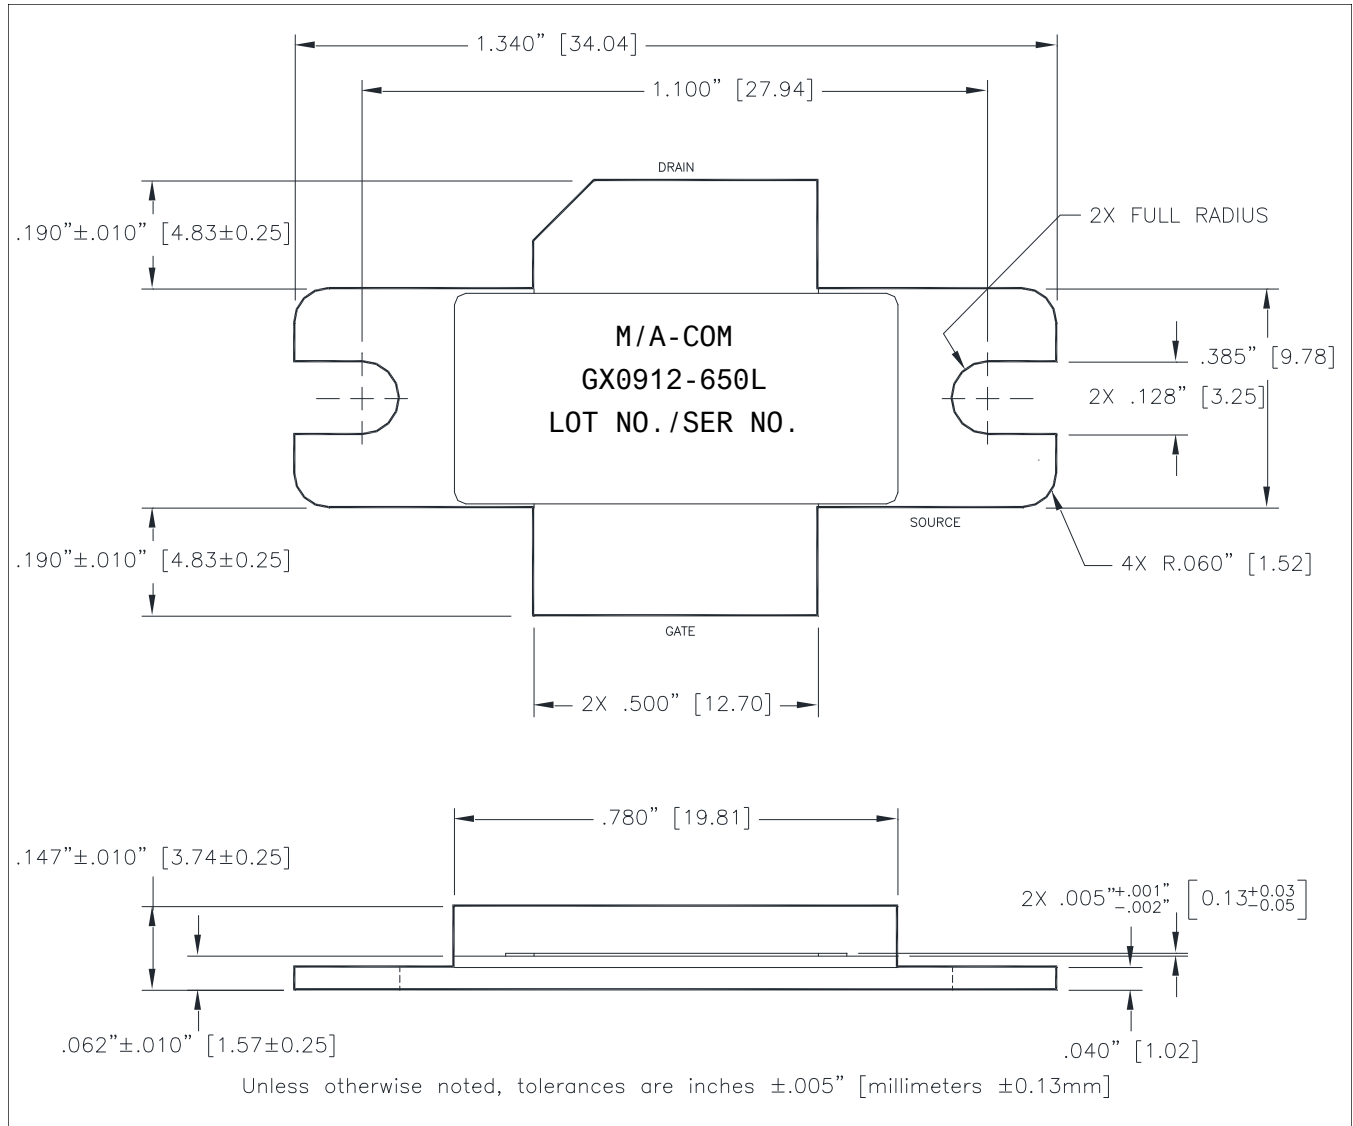 1.340” [34.04]
1.100” [27.94]
DRAIN
2X FULL RADIUS
.190”±.010” [4.83±0.25]
M/A-COM
GX0912-650L
LOT NO./SER NO.
.385” [9.78]
2X .128” [3.25]
SOURCE
.190”±.010” [4.83±0.25]
4X R.060” [1.52]
GATE
2X .500” [12.70]
.780” [19.81]
.147”±.010” [3.74±0.25]
2X .005”+.001” -.002” [0.13+0.03 -0.05]
.062”±.010” [1.57±0.25]
.040” [1.02]
Unless otherwise noted, tolerances are inches ±.005” [millimeters ±0.13mm]